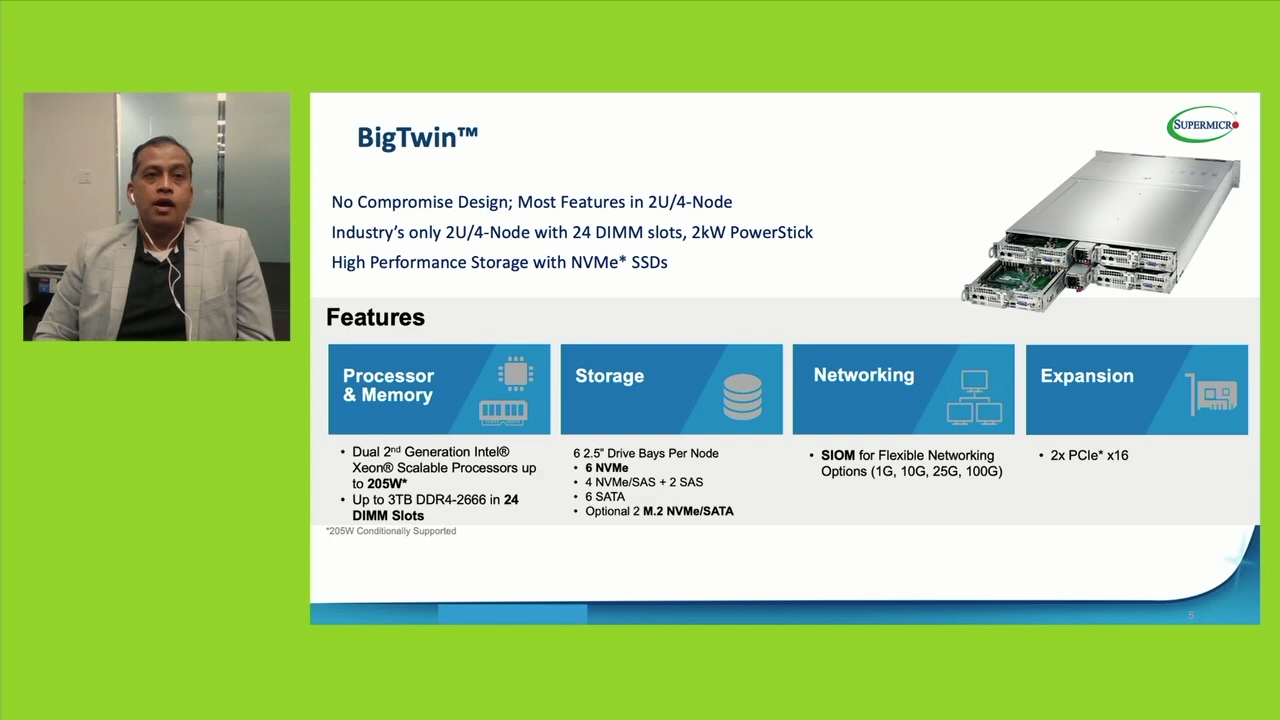 BigTwin™
SUPERMICRO
No Compromise Design; Most Features in 2U/4-Node
Industry’s only 2U/4-Node with 24 DIMM slots, 2kW PowerStick
High Performance Storage with NVMe* SSDs
Features
Processor
& Memory
• Dual 2nd Generation Intel®
Xeon® Scalable Processors up
to 205W*
• Up to 3TB DDR4-2666 in 24
DIMM Slots
Storage
6 2.5” Drive Bays Per Node
• 6 NVMe
• 4 NVMe/SAS + 2 SAS
• 6 SATA
• Optional 2 M.2 NVMe/SATA
Networking
• SIOM for Flexible Networking
Options (1G, 10G, 25G, 100G)
Expansion
• 2x PCIe* x16
*205W Conditionally Supported
5